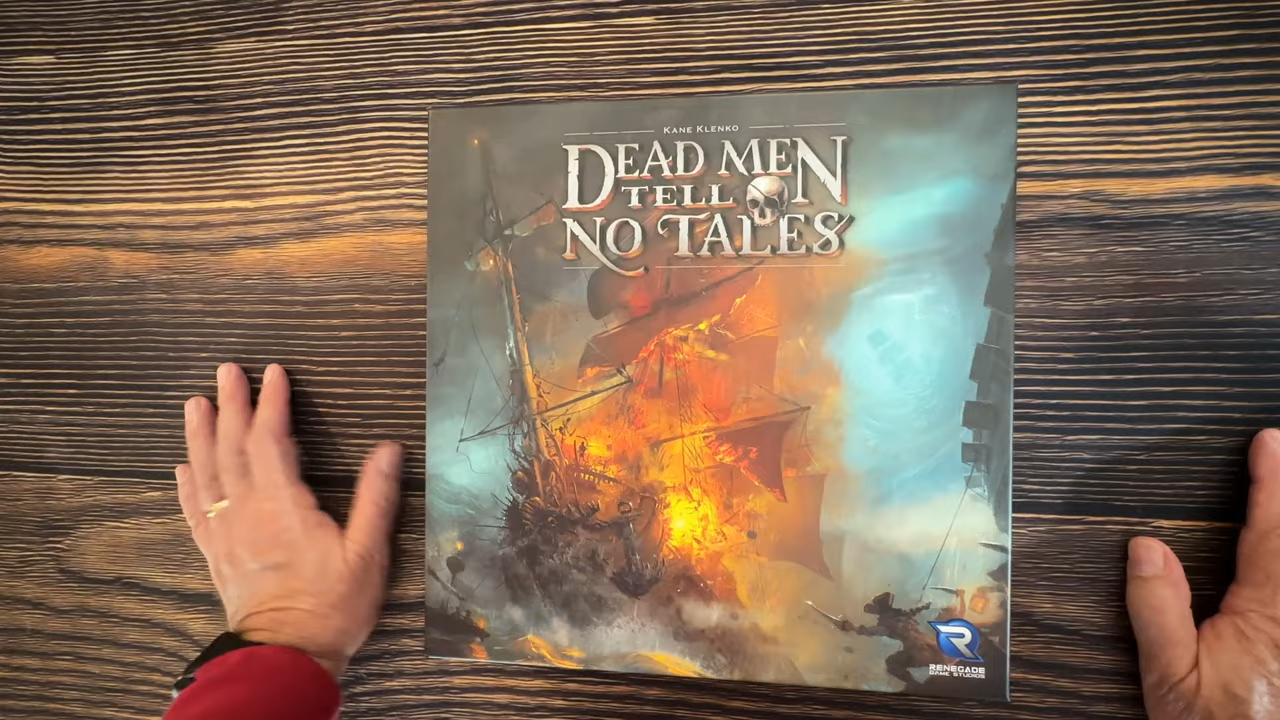 KANE KLENKO
DEAD MEN
TELL
NO TALES
R
RENEGADE
GAME STUDIOS